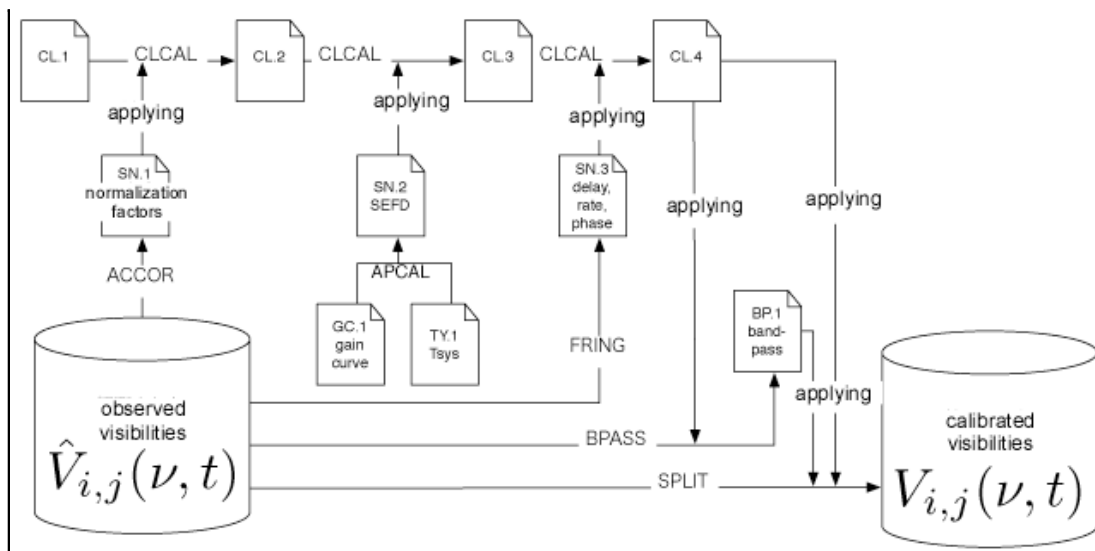 CL.1
CLCAL
CL.2
CLCAL
CL.3
CLCAL
CL.4
applying
applying
applying
SN.1
normalization
factors
SN.2
SEFD
SN.3
delay,
rate,
phase
applying
applying
ACCOR
APCAL
GC.1
gain
curve
TY.1
Tsys
FRING
BP.1
band-
pass
applying
observed
visibilities
V̂i,j(ν, t)
BPASS
SPLIT
calibrated
visibilities
Vi,j(ν, t)